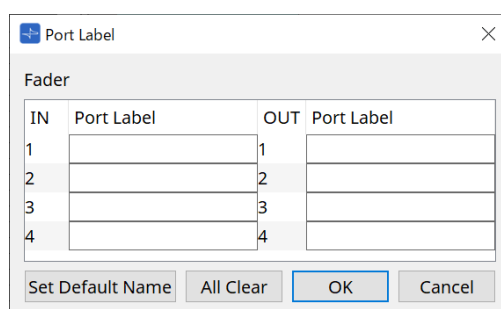 Port Label
Fader
IN Port Label OUT Port Label
1 1
2 2
3 3
4 4
Set Default Name All Clear OK Cancel